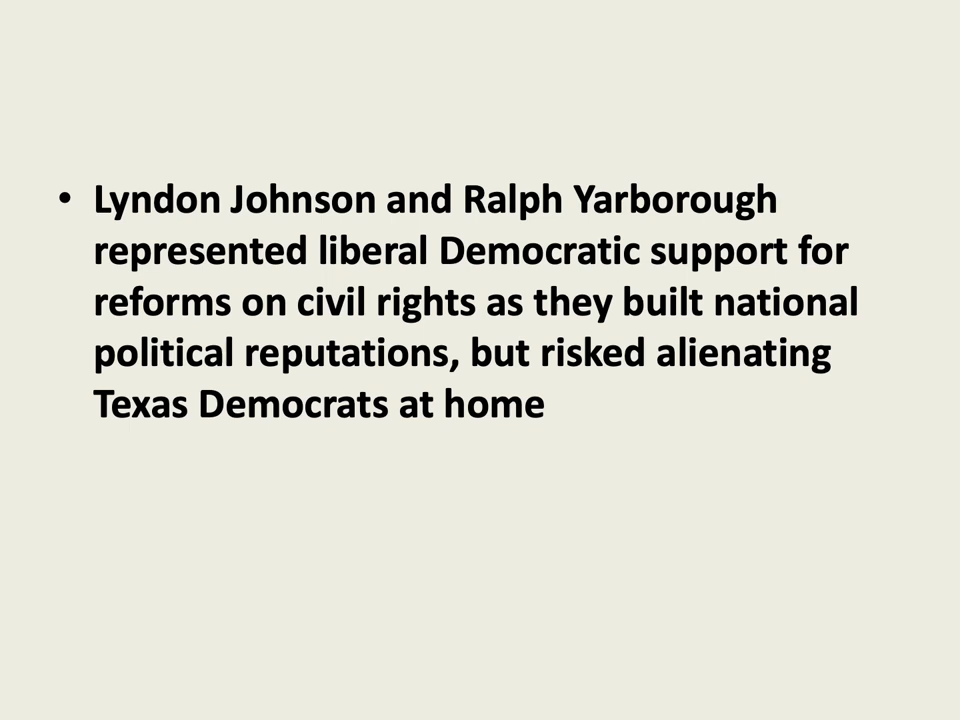 • Lyndon Johnson and Ralph Yarborough
represented liberal Democratic support for
reforms on civil rights as they built national
political reputations, but risked alienating
Texas Democrats at home